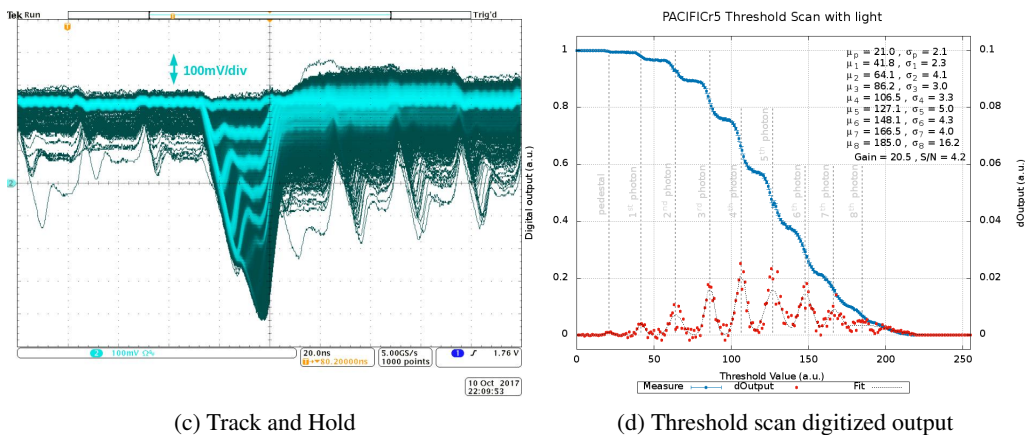 Tek Run
Trig'd
T
a
100mV/div
2
2 100mV Ω
20.0ns
5.00GS/s
1000 points
1 1.76 V
10 Oct 2017
22:09:53
(c) Track and Hold
PACIFICr5 Threshold Scan with light
μp = 21.0 , σp = 2.1
μ1 = 41.8 , σ1 = 2.3
μ2 = 64.1 , σ2 = 4.1
μ3 = 86.2 , σ3 = 3.0
μ4 = 106.5 , σ4 = 3.3
μ5 = 127.1 , σ5 = 5.0
μ6 = 148.1 , σ6 = 4.3
μ7 = 166.5 , σ7 = 4.0
μ8 = 185.0 , σ8 = 16.2
Gain = 20.5 , S/N = 4.2
pedestal
1st photon
2nd photon
3rd photon
4th photon
5th photon
6th photon
7th photon
8th photon
Digital output (a.u.)
1
0.8
0.6
0.4
0.2
0
dOutput (a.u.)
0.1
0.08
0.06
0.04
0.02
0
0 50 100 150 200 250
Threshold Value (a.u.)
Measure dOutput Fit
(d) Threshold scan digitized output